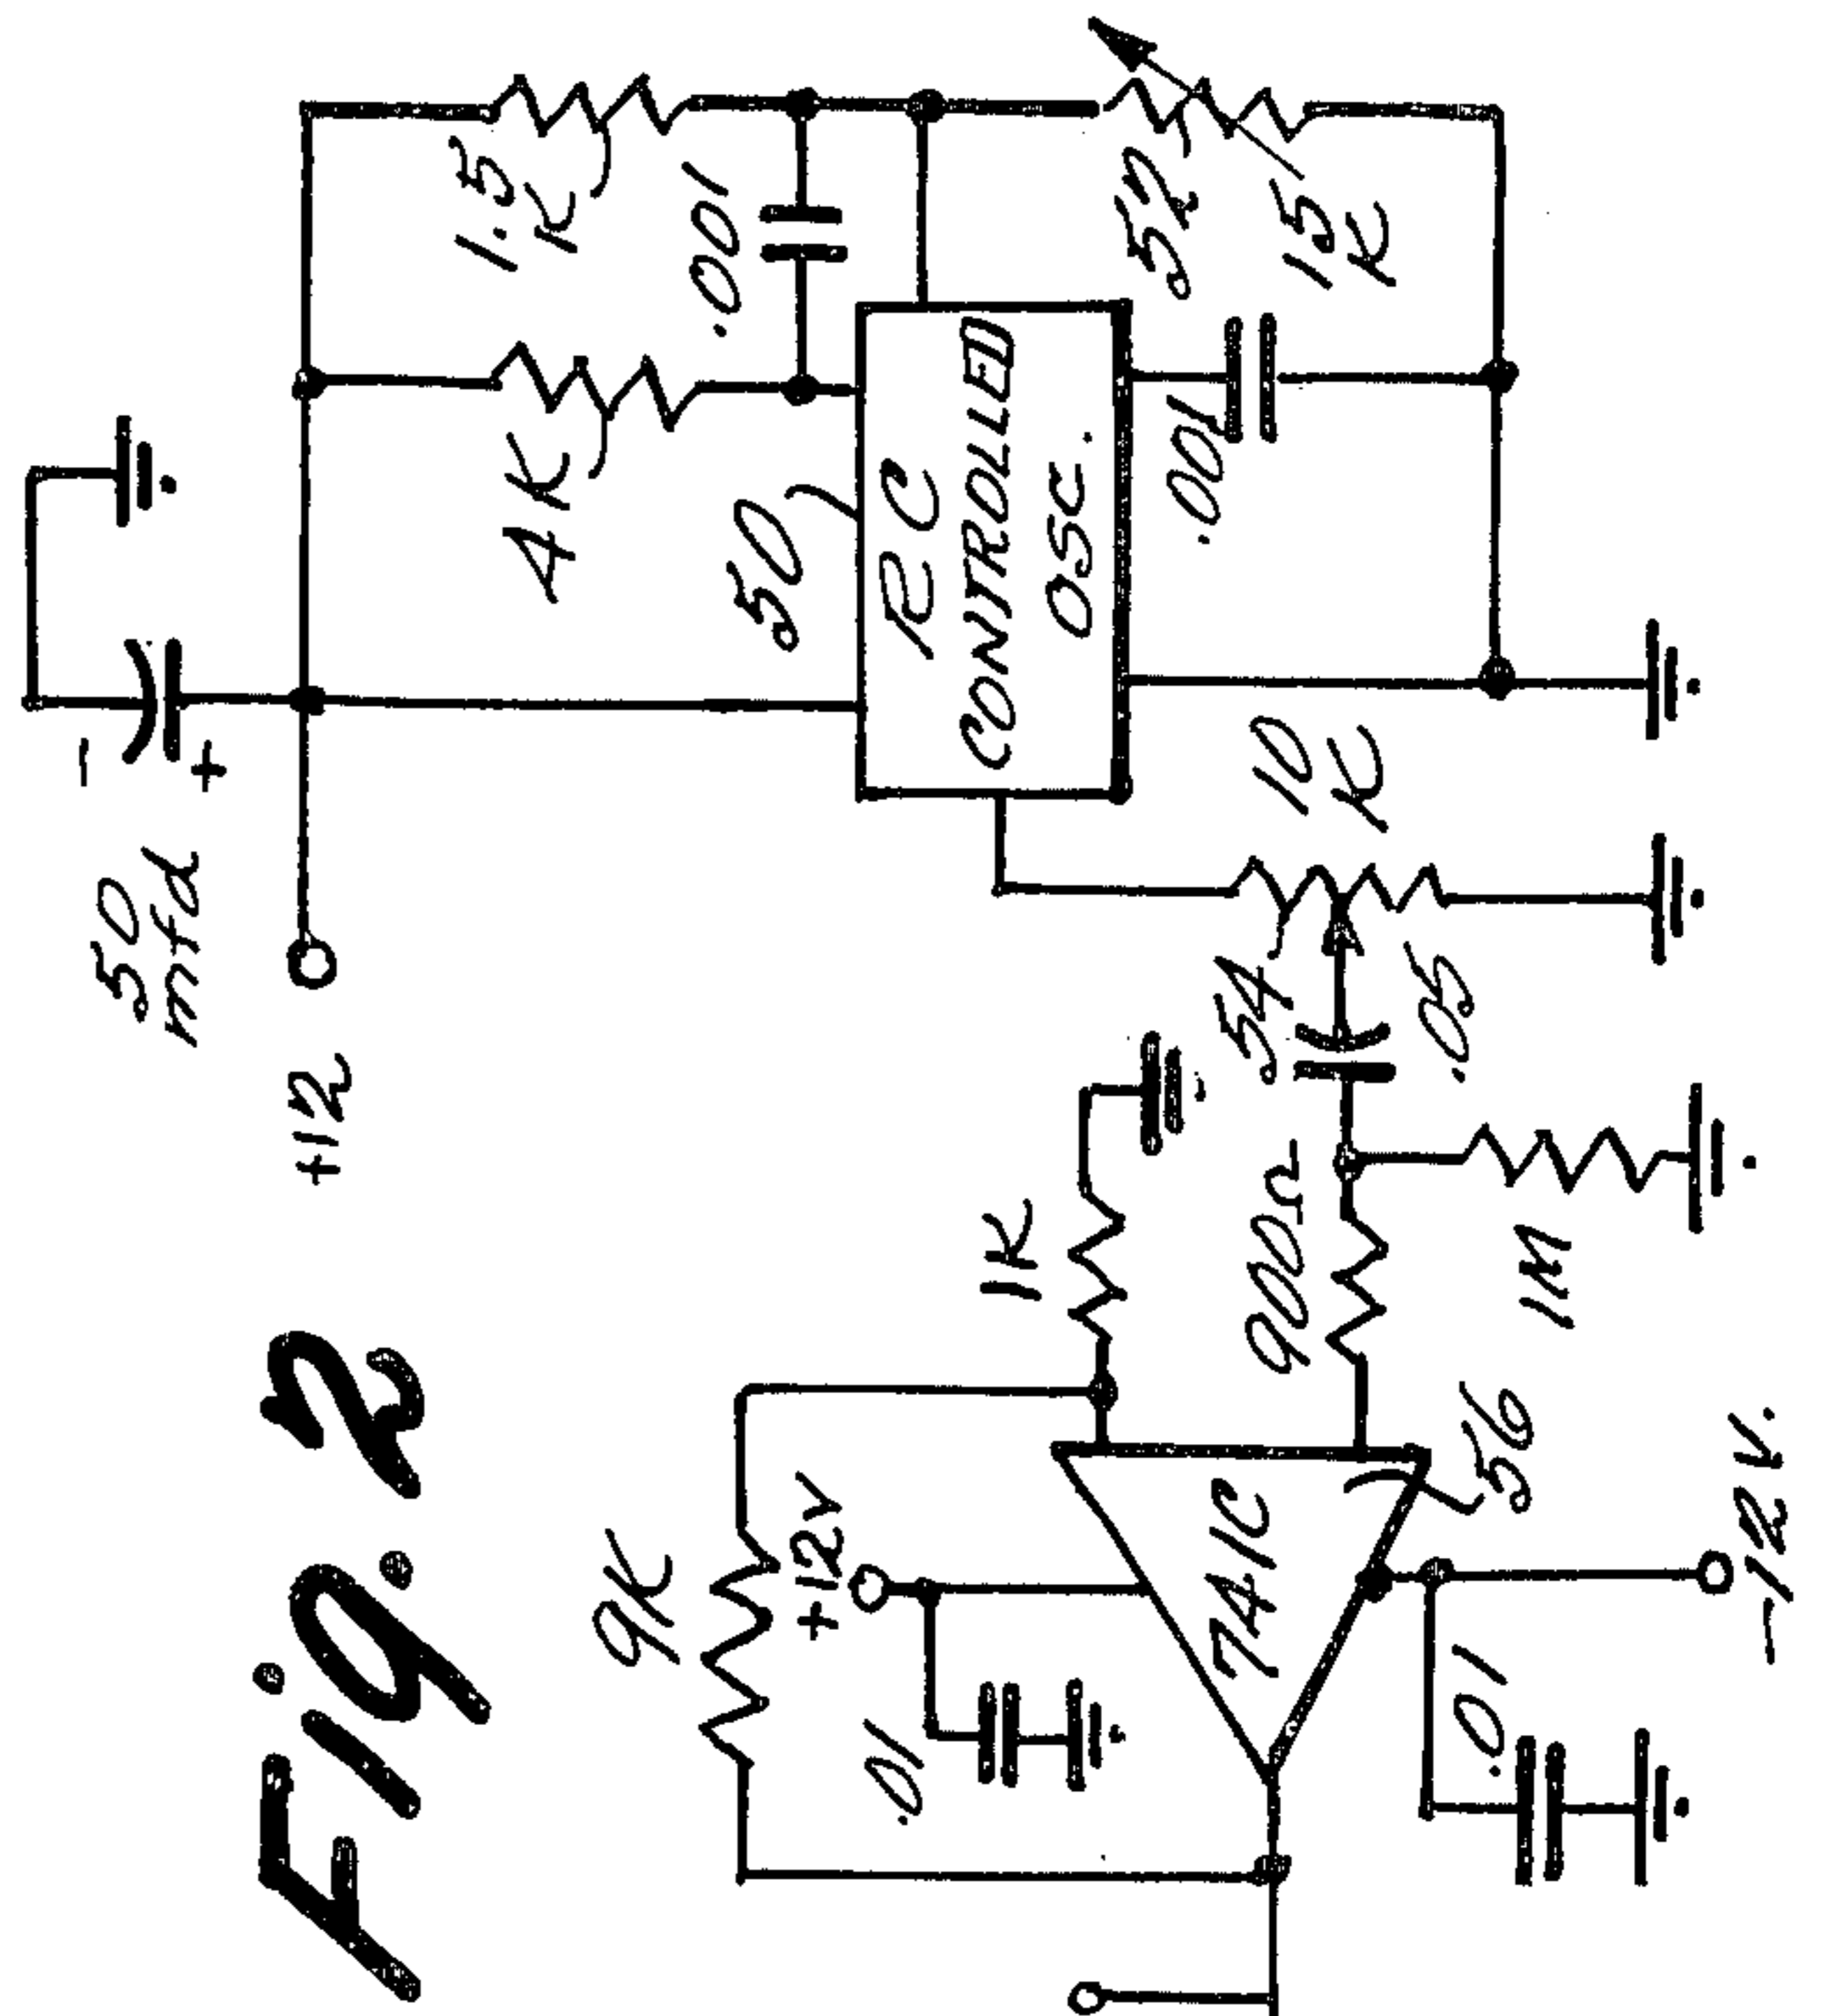 Fig. 2
50
mfd
-
+
+12
1.5
K
4K
.001
50
RC
CONTROLLED
OSC.
52
15
K
.001
10
K
54
.05
1K
900Ω
1M
9K
+12V
.01
741C
56
.01
-12V.